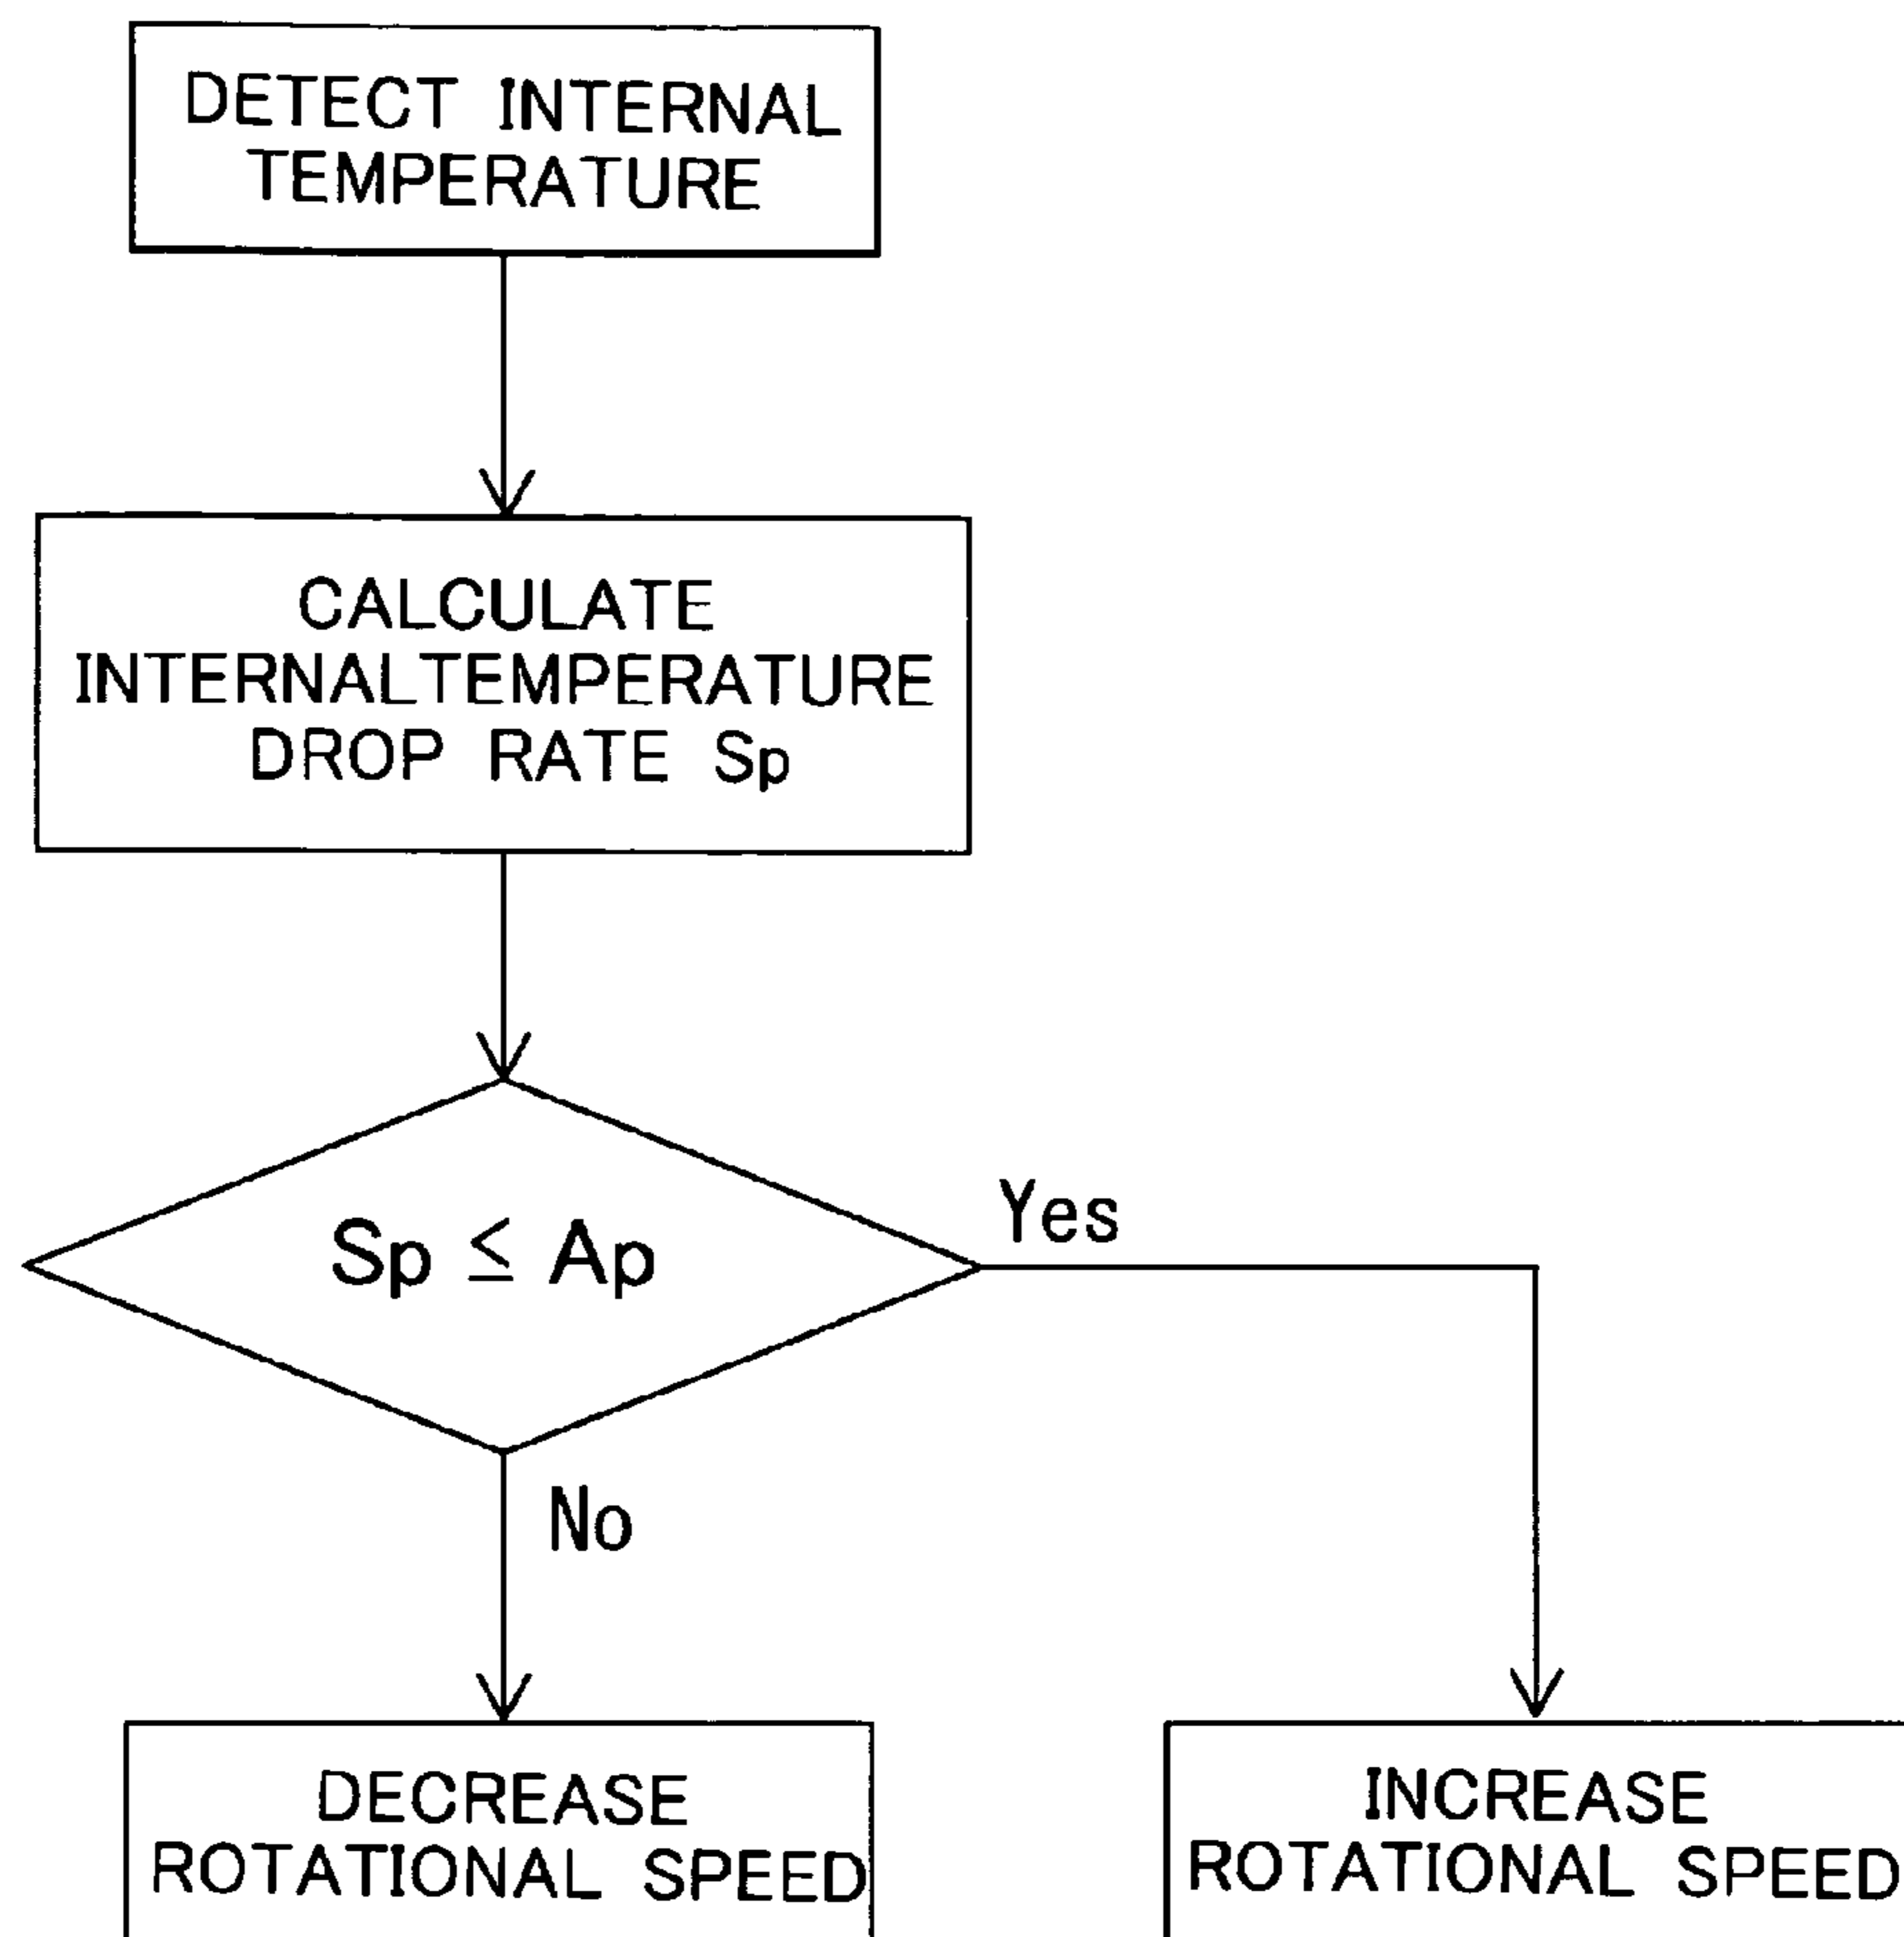 DETECT INTERNAL
TEMPERATURE
CALCULATE
INTERNALTEMPERATURE
DROP RATE Sp
Sp ≤ Ap
Yes
No
DECREASE
ROTATIONAL SPEED
INCREASE
ROTATIONAL SPEED